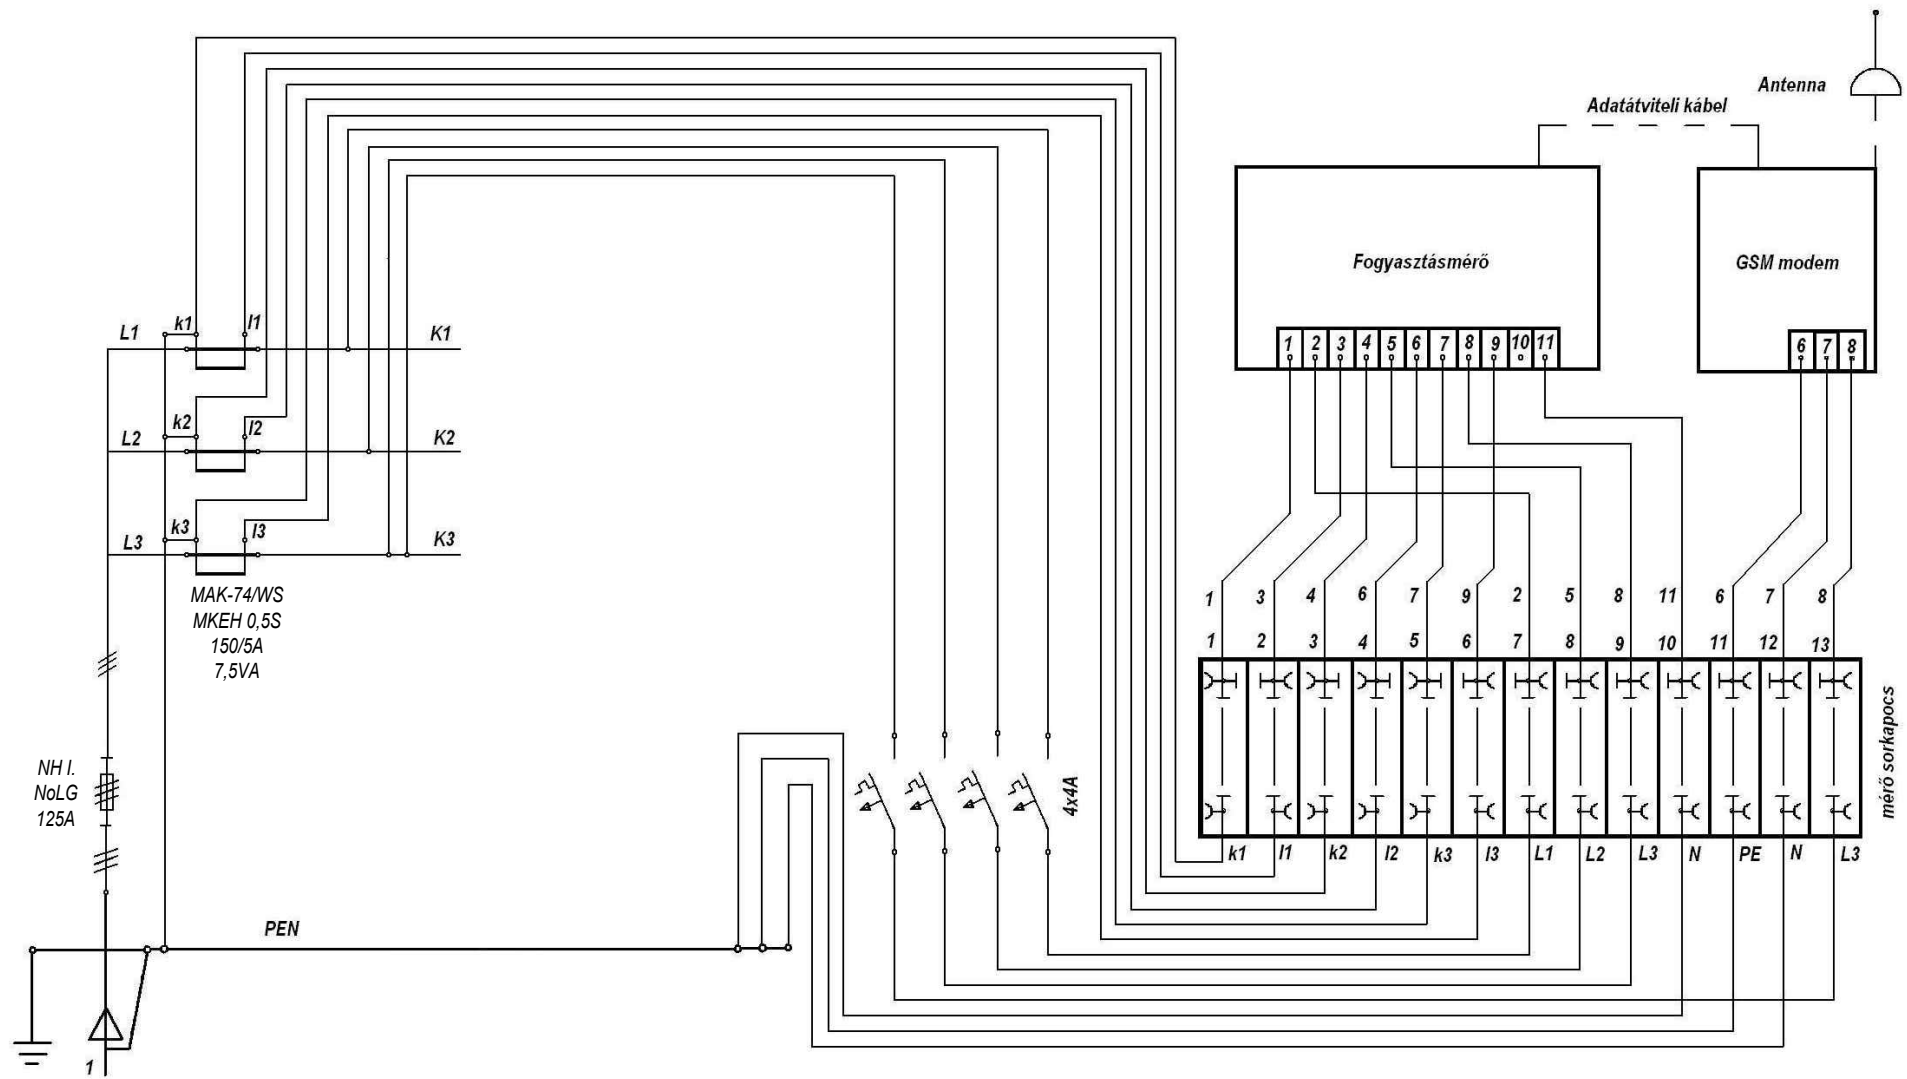 Antenna
Adatátviteli kábel
Fogyasztásmérő
GSM modem
1 2 3 4 5 6 7 8 9 10 11
6 7 8
k1 l1
L1 K1
k2 l2
L2 K2
k3 l3
L3 K3
MAK-74/WS
MKEH 0,5S
150/5A
7,5VA
1 3 4 6 7 9 2 5 8 11 6 7 8
1 2 3 4 5 6 7 8 9 10 11 12 13
mérő sorkapocs
NH I.
NoLG
125A
4x4A
k1 l1 k2 l2 k3 l3 L1 L2 L3 N PE N L3
PEN
1